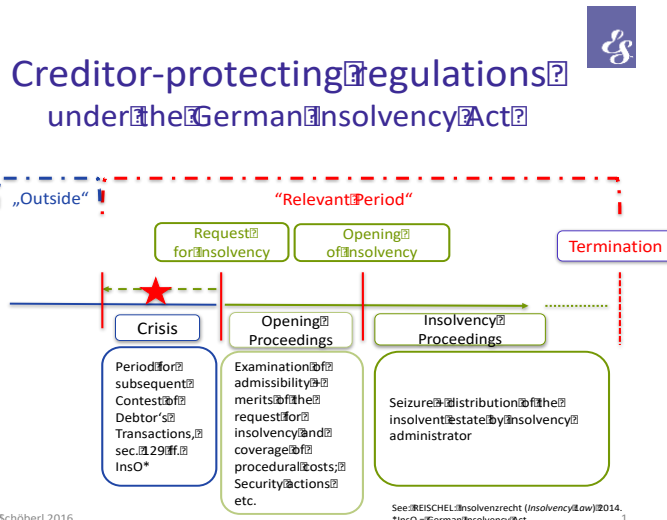 ES
Creditor-protecting regulations
under the German Insolvency Act
„Outside“
“Relevant Period“
Request
for Insolvency
Opening
of Insolvency
Termination
Crisis
Opening
Proceedings
Insolvency
Proceedings
Period for
subsequent
Contest of
Debtor‘s
Transactions,
sec. 129 ff.
InsO*
Examination of
admissibility +
merits of the
request for
insolvency and
coverage of
procedural costs;
Security actions
etc.
Seizure + distribution of the
insolvent estate by insolvency
administrator
Schöberl 2016
See: REISCHEL: Insolvenzrecht (Insolvency Law) 2014.
*InsO = German Insolvency Act
1